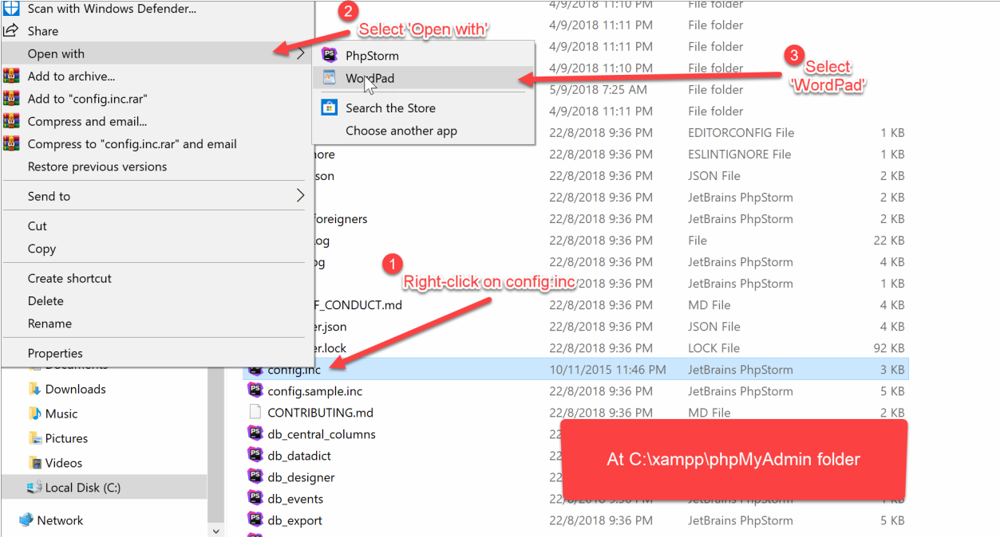 Scan with Windows Defender...
Share
Open with
Add to archive...
Add to "config.inc.rar"
Compress and email...
Compress to "config.inc.rar" and email
Restore previous versions
Send to
Cut
Copy
Create shortcut
Delete
Rename
Properties
2
Select 'Open with'
PhpStorm
WordPad
Search the Store
Choose another app
3
Select
'WordPad'
1
Right-click on config.inc
4/9/2018 11:10 PM File folder
4/9/2018 11:11 PM File folder
4/9/2018 11:11 PM File folder
4/9/2018 11:10 PM File folder
5/9/2018 7:25 AM File folder
4/9/2018 11:11 PM File folder
22/8/2018 9:36 PM EDITORCONFIG File 1 KB
nore 22/8/2018 9:36 PM ESLINTIGNORE File 1 KB
son 22/8/2018 9:36 PM JSON File 2 KB
22/8/2018 9:36 PM JetBrains PhpStorm 2 KB
foreigners 22/8/2018 9:36 PM JetBrains PhpStorm 2 KB
log 22/8/2018 9:36 PM File 22 KB
og 22/8/2018 9:36 PM JetBrains PhpStorm 4 KB
22/8/2018 9:36 PM JetBrains PhpStorm 1 KB
F_CONDUCT.md 22/8/2018 9:36 PM MD File 4 KB
er.json 22/8/2018 9:36 PM JSON File 4 KB
er.lock 22/8/2018 9:36 PM LOCK File 92 KB
config.inc 10/11/2015 11:46 PM JetBrains PhpStorm 3 KB
config.sample.inc 22/8/2018 9:36 PM JetBrains PhpStorm 5 KB
CONTRIBUTING.md 22/8/2018 9:36 PM MD File 2 KB
db_central_columns 22
db_datadict 22
db_designer 22
db_events 22/8/2018 9:36 PM JetBrains PhpStorm 1 KB
db_export 22/8/2018 9:36 PM JetBrains PhpStorm 5 KB
At C:\xampp\phpMyAdmin folder
Documents
Downloads
Music
Pictures
Videos
Local Disk (C:)
Network